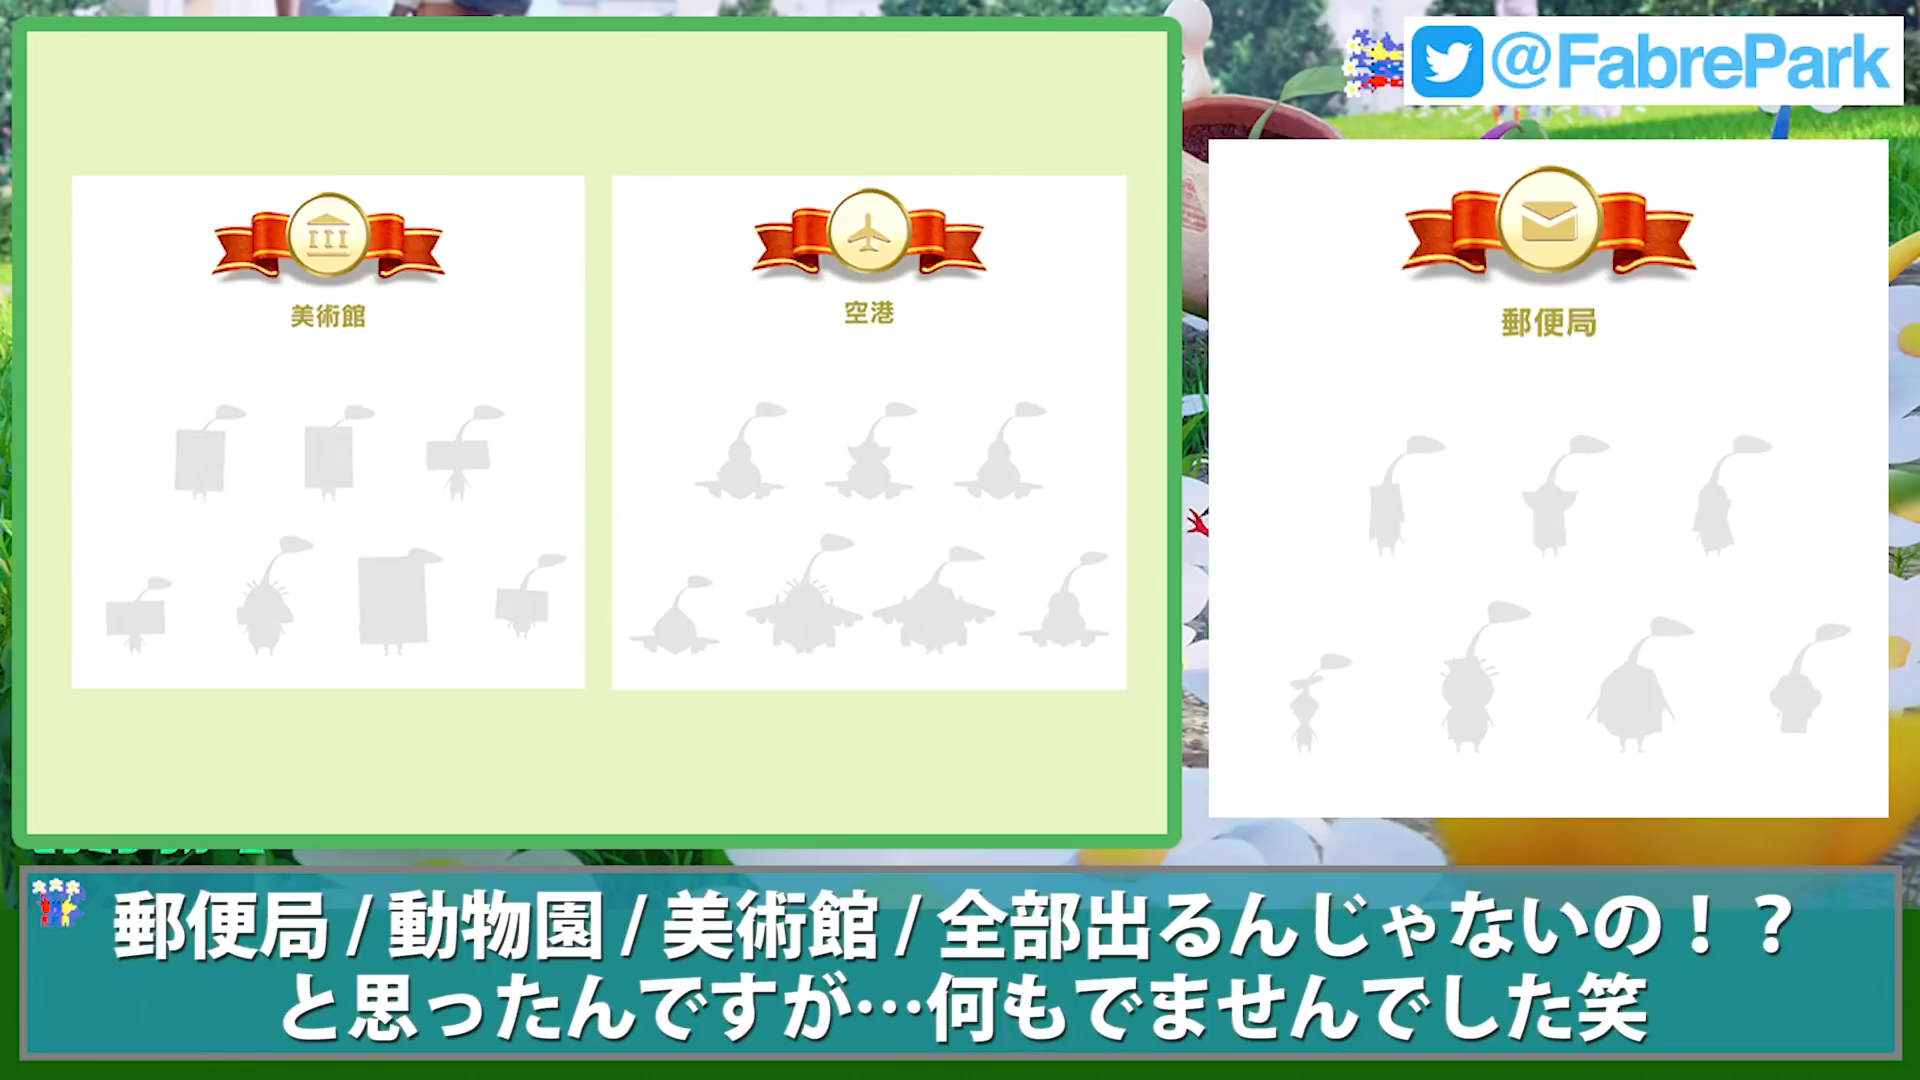 @FabrePark
美術館
空港
郵便局
郵便局 / 動物園 / 美術館 / 全部出るんじゃないの！？
と思ったんですが…何もでませんでした笑